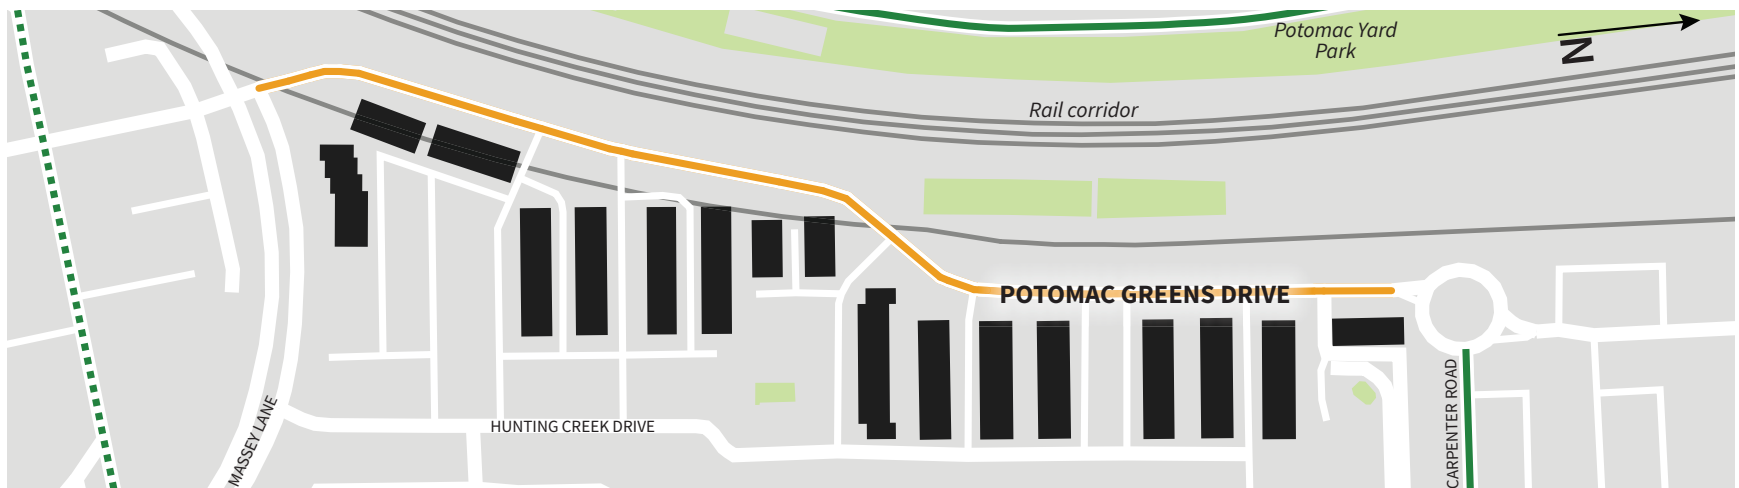 Potomac Yard
Park
N
Rail corridor
POTOMAC GREENS DRIVE
CARPENTER ROAD
MASSEY LANE
HUNTING CREEK DRIVE